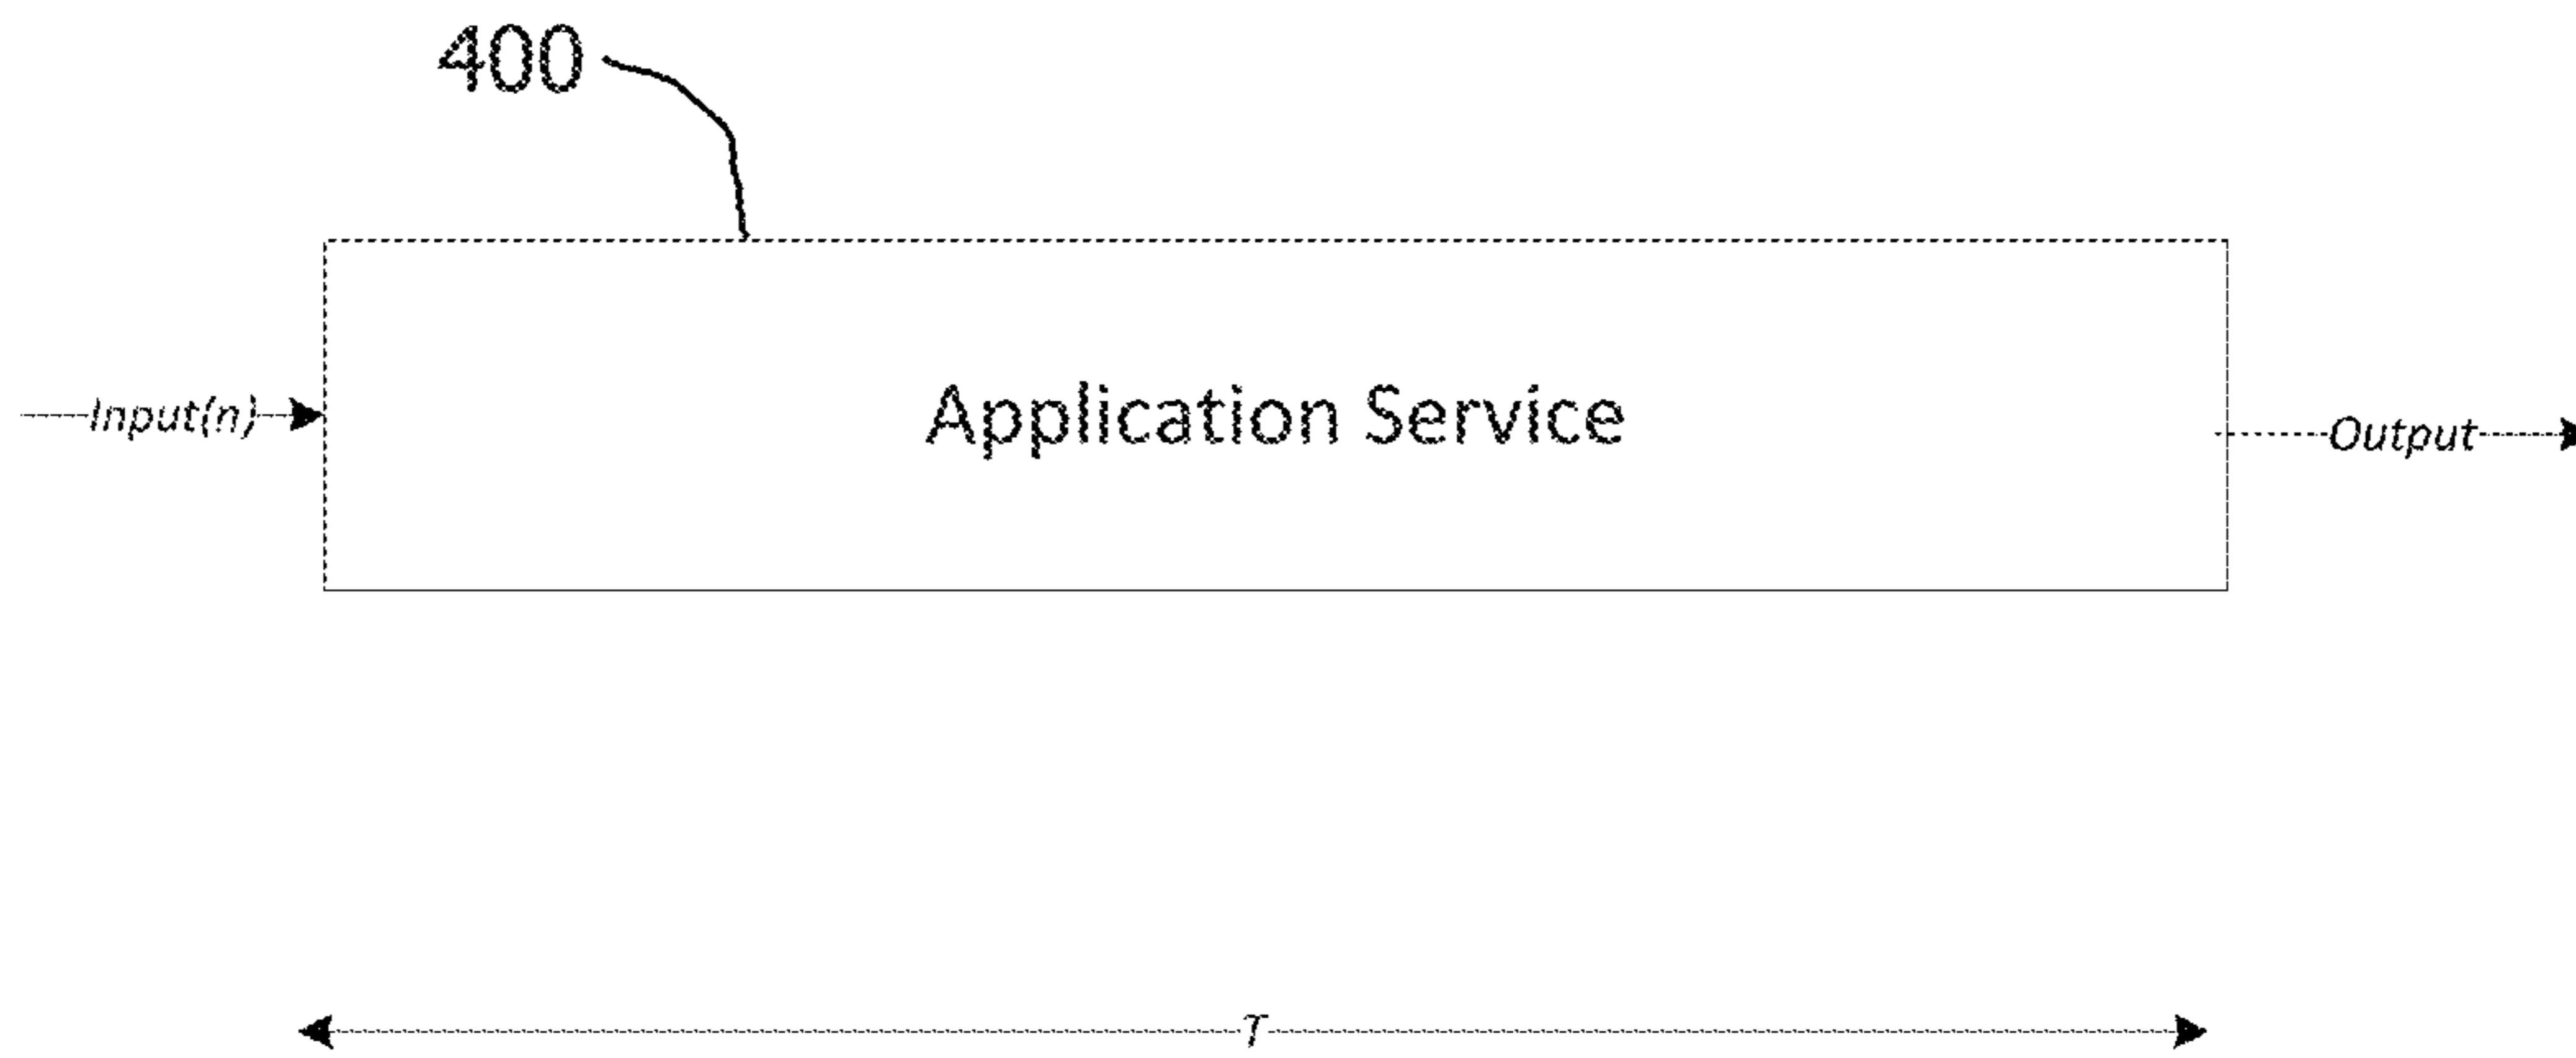 400
Input(n)
Application Service
Output
T